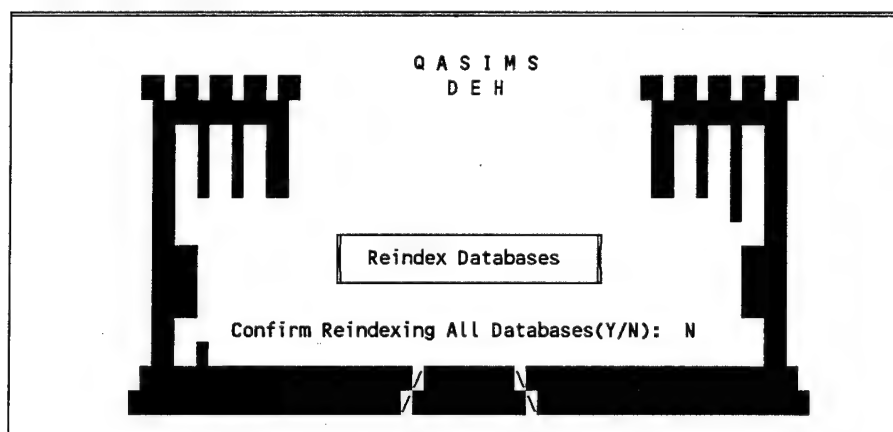 Q A S I M S
D E H
Reindex Databases
Confirm Reindexing All Databases(Y/N): N